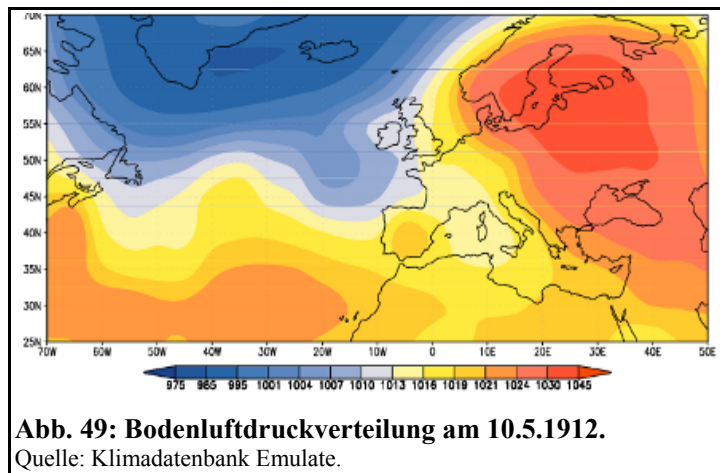 70N
65N
60N
55N
50N
45N
40N
35N
30N
25N
70W 60W 50W 40W 30W 20W 10W 0 10E 20E 30E 40E 50E
975 985 995 1001 1004 1007 1010 1013 1016 1019 1021 1024 1030 1045
Abb. 49: Bodenluftdruckverteilung am 10.5.1912.
Quelle: Klimadatenbank Emulate.